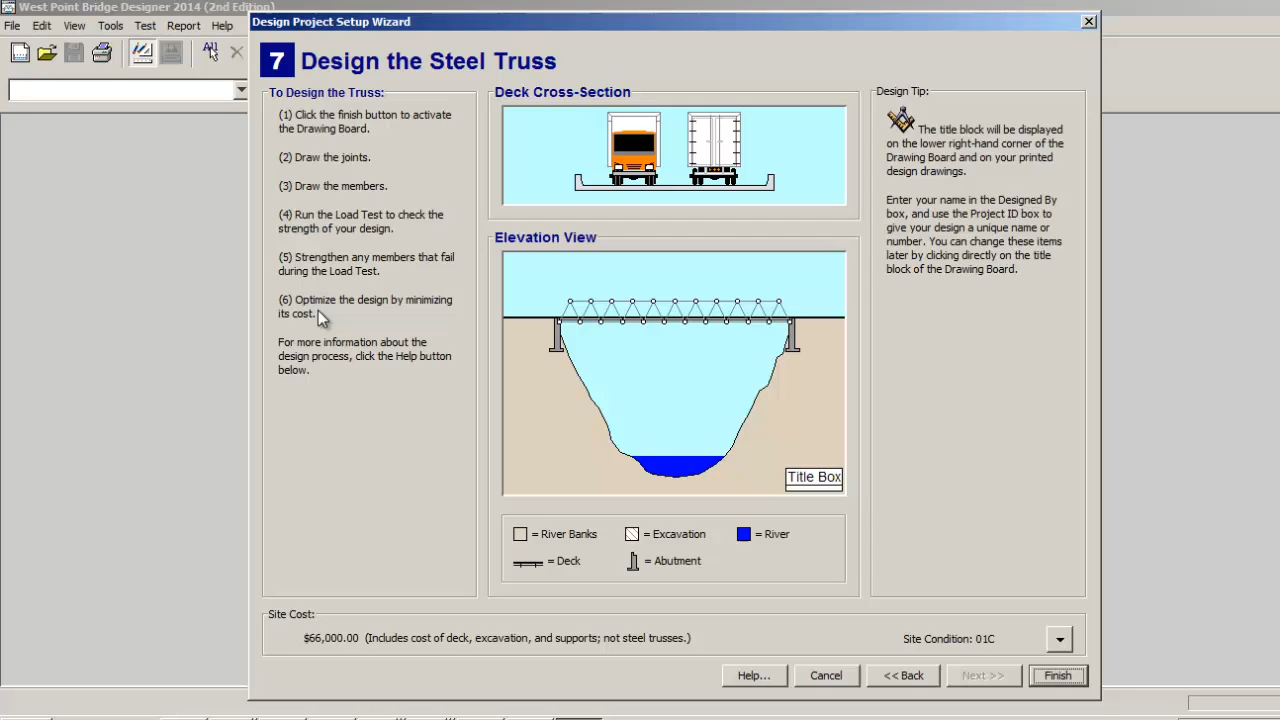 West Point Bridge Designer 2014 (2nd Edition)
File Edit View Tools Test Report Help
Design Project Setup Wizard
7 Design the Steel Truss
To Design the Truss:
(1) Click the finish button to activate
the Drawing Board.
(2) Draw the joints.
(3) Draw the members.
(4) Run the Load Test to check the
strength of your design.
(5) Strengthen any members that fail
during the Load Test.
(6) Optimize the design by minimizing
its cost.
For more information about the
design process, click the Help button
below.
Deck Cross-Section
Elevation View
Title Box
= River Banks = Excavation = River
= Deck = Abutment
Design Tip:
The title block will be displayed
on the lower right-hand corner of the
Drawing Board and on your printed
design drawings.
Enter your name in the Designed By
box, and use the Project ID box to
give your design a unique name or
number. You can change these items
later by clicking directly on the title
block of the Drawing Board.
Site Cost:
$66,000.00 (Includes cost of deck, excavation, and supports; not steel trusses.) Site Condition: 01C
Help... Cancel << Back Next >> Finish